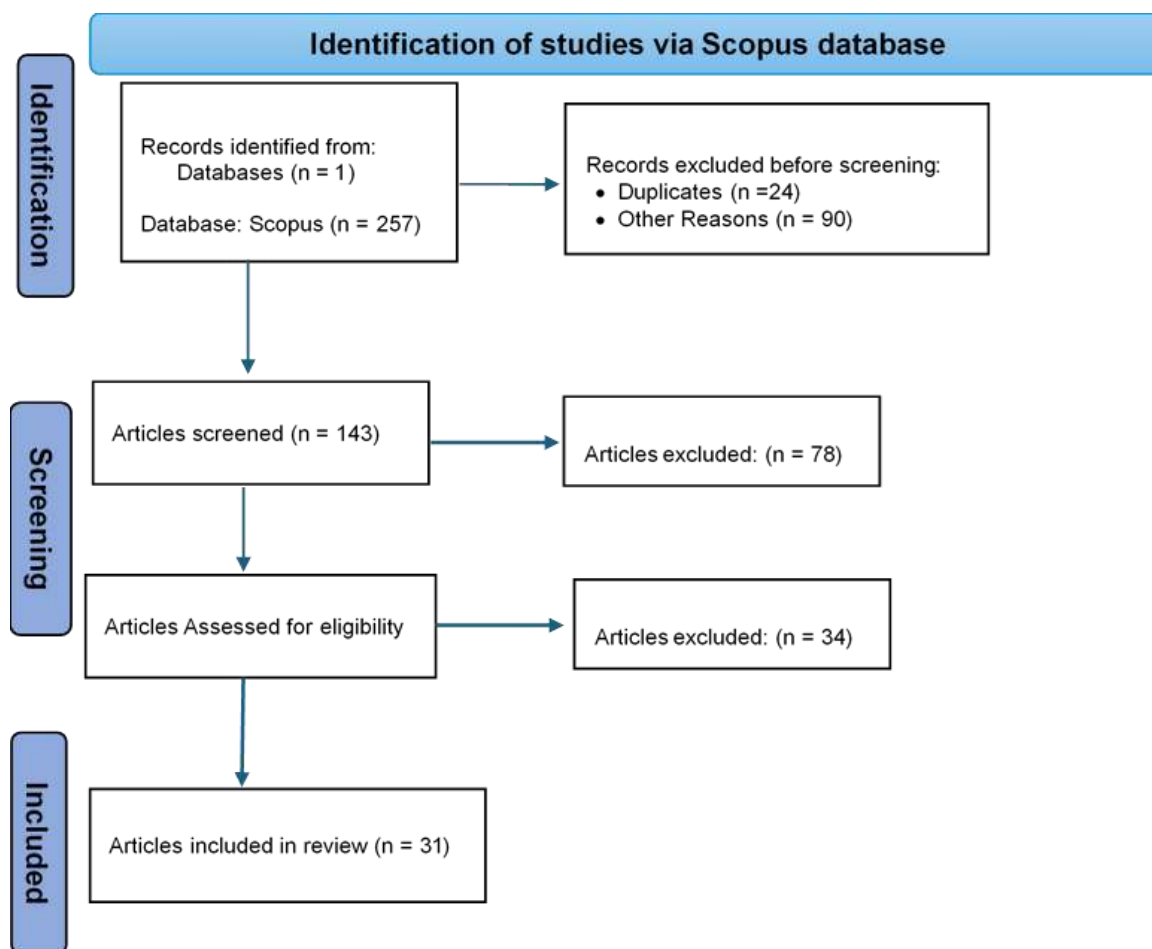 Identification of studies via Scopus database
Identification
Records identified from:
Databases (n = 1)
Database: Scopus (n = 257)
Records excluded before screening:
• Duplicates (n =24)
• Other Reasons (n = 90)
Screening
Articles screened (n = 143)
Articles excluded: (n = 78)
Articles Assessed for eligibility
Articles excluded: (n = 34)
Included
Articles included in review (n = 31)